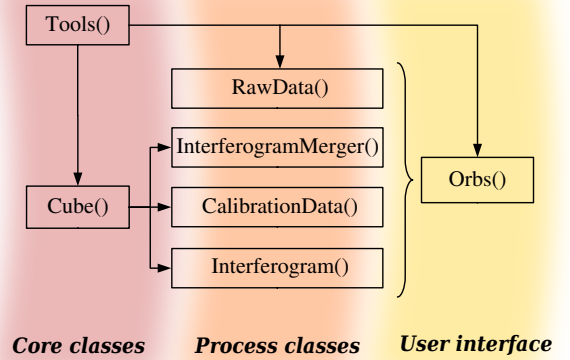 Tools()
RawData()
InterferogramMerger()
Cube()
CalibrationData()
Orbs()
Interferogram()
Core classes
Process classes
User interface